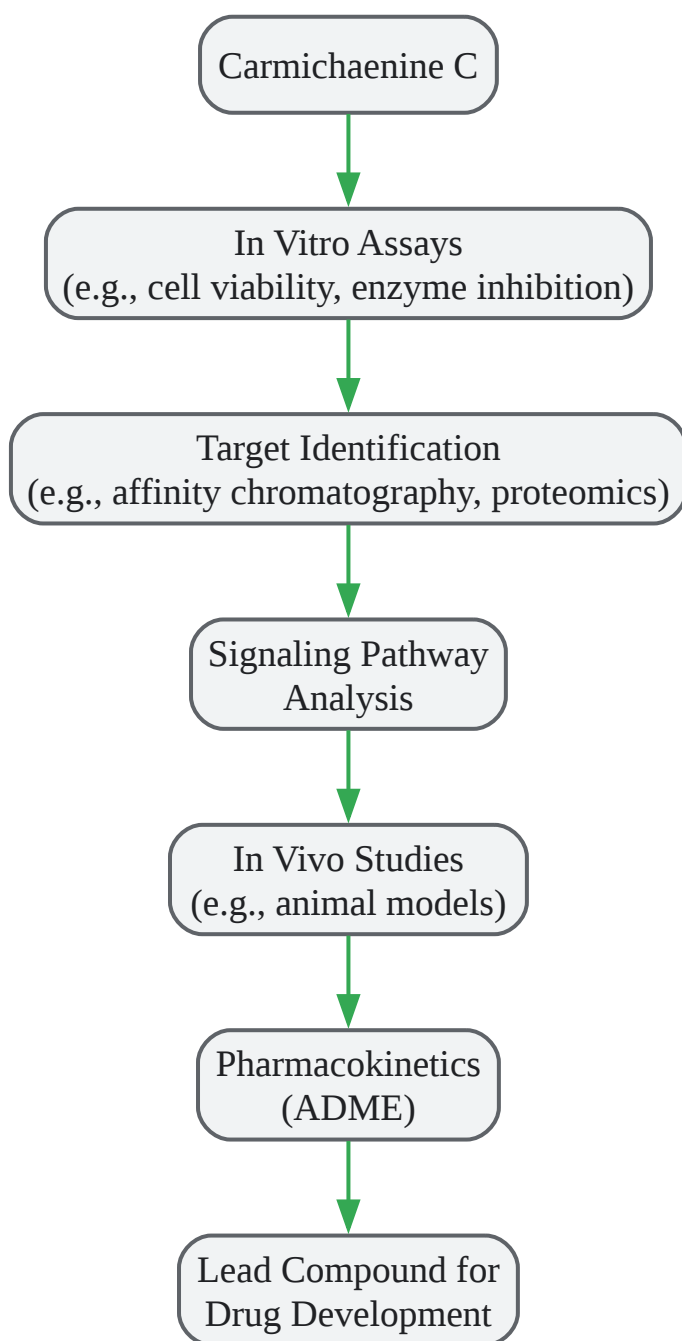 Carmichaenine C
In Vitro Assays
(e.g., cell viability, enzyme inhibition)
Target Identification
(e.g., affinity chromatography, proteomics)
Signaling Pathway
Analysis
In Vivo Studies
(e.g., animal models)
Pharmacokinetics
(ADME)
Lead Compound for
Drug Development